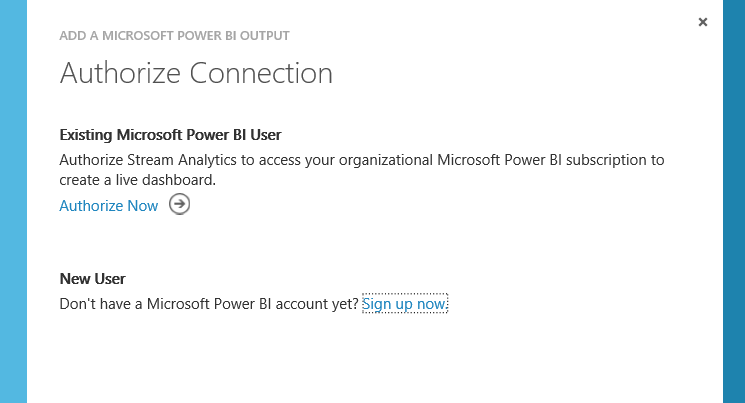 ADD A MICROSOFT POWER BI OUTPUT
Authorize Connection
Existing Microsoft Power BI User
Authorize Stream Analytics to access your organizational Microsoft Power BI subscription to
create a live dashboard.
Authorize Now
New User
Don't have a Microsoft Power BI account yet? Sign up now.